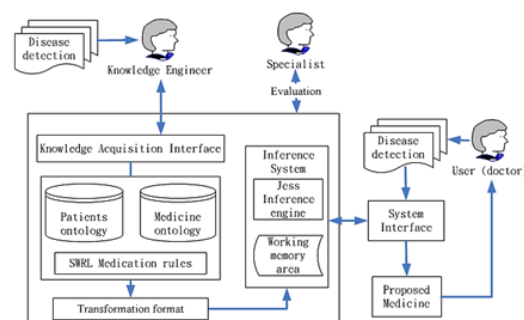 Disease
detection
Knowledge Engineer
Specialist
Evaluation
Knowledge Acquisition Interface
Patients
ontology
Medicine
ontology
SWRL Medication rules
Transformation format
Inference
System
Jess
Inference
engine
Working
memory
area
Disease
detection
User (doctor)
System
Interface
Proposed
Medicine